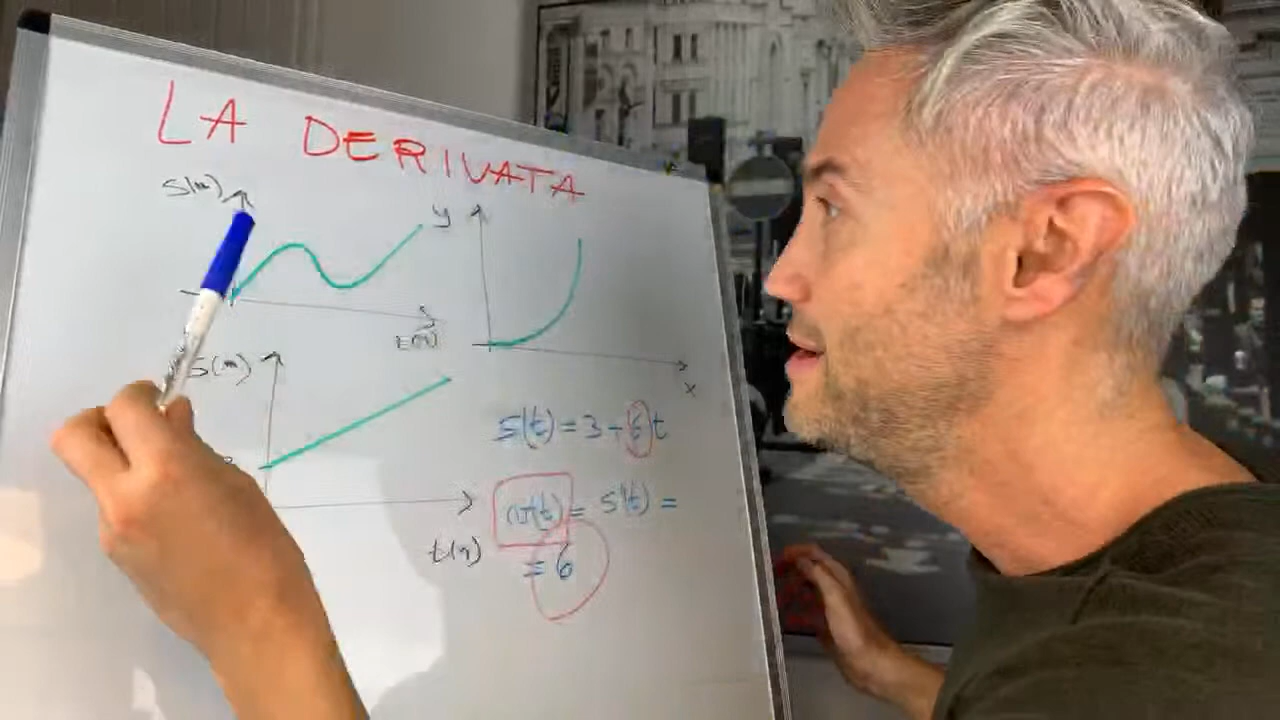 LA DERIVATA
S(m)
y
t(s)
x
S(m)
S(t) = 3 + 6t
v(t) = S'(t) =
t(s)
= 6